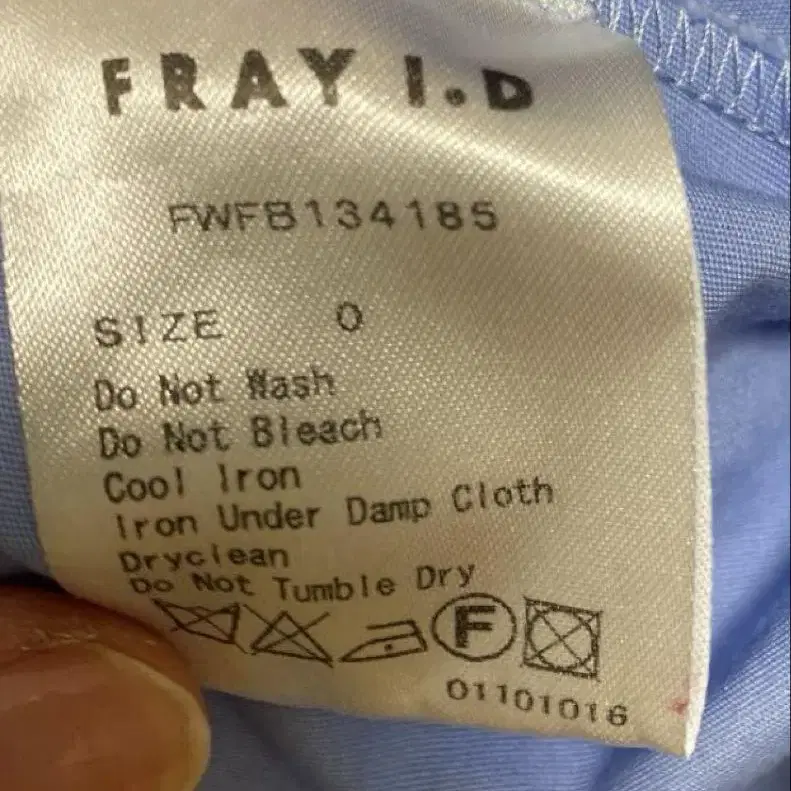 FRAY I.D
FWFB134185
SIZE 0
Do Not Wash
Do Not Bleach
Cool Iron
Iron Under Damp Cloth
Dryclean
Do Not Tumble Dry
F
01101016